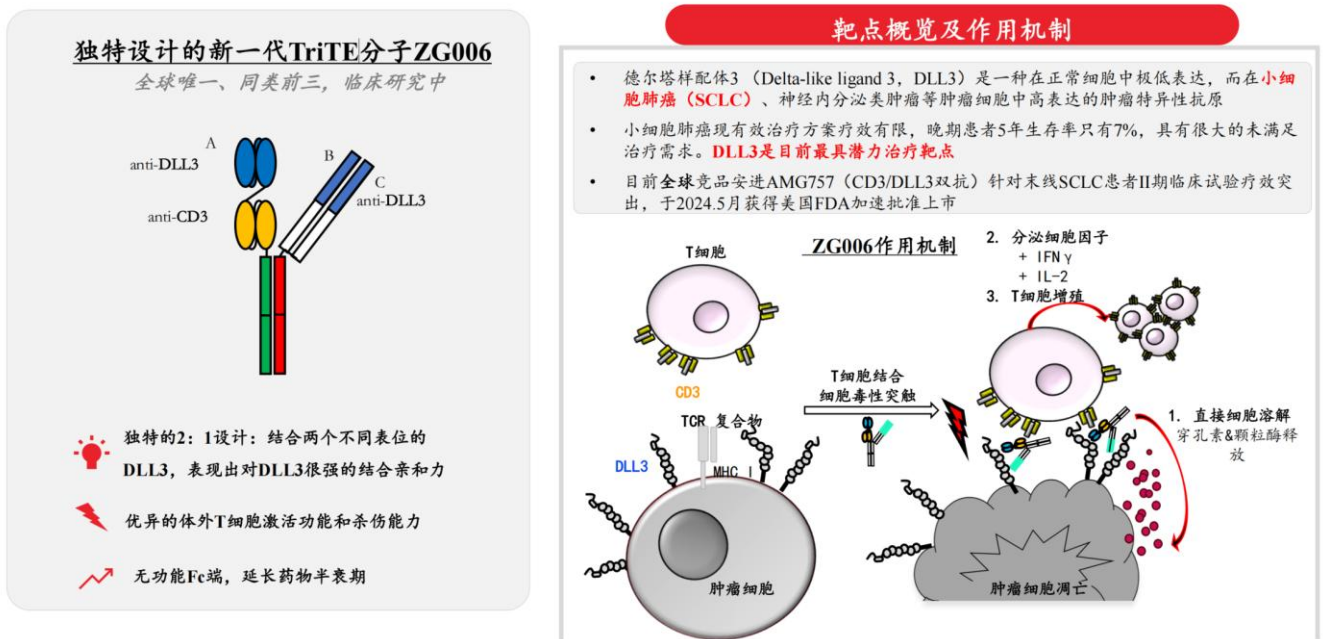 独特设计的新一代TriTE分子ZG006
全球唯一、同类前三，临床研究中
A
anti-DLL3
B
C
anti-DLL3
anti-CD3
独特的2：1设计：结合两个不同表位的
DLL3，表现出对DLL3很强的结合亲和力
优异的体外T细胞激活功能和杀伤能力
无功能Fc端，延长药物半衰期
靶点概览及作用机制
• 德尔塔样配体3 （Delta-like ligand 3，DLL3）是一种在正常细胞中极低表达，而在小细
胞肺癌（SCLC）、神经内分泌类肿瘤等肿瘤细胞中高表达的肿瘤特异性抗原
• 小细胞肺癌现有效治疗方案疗效有限，晚期患者5年生存率只有7%，具有很大的未满足
治疗需求。DLL3是目前最具潜力治疗靶点
• 目前全球竞品安进AMG757（CD3/DLL3双抗）针对末线SCLC患者II期临床试验疗效突
出，于2024.5月获得美国FDA加速批准上市
ZG006作用机制
T细胞
2. 分泌细胞因子
+ IFN γ
+ IL-2
3. T细胞增殖
CD3
T细胞结合
细胞毒性突触
TCR 复合物
1. 直接细胞溶解
穿孔素&颗粒酶释
放
DLL3
MHC I
肿瘤细胞
肿瘤细胞凋亡